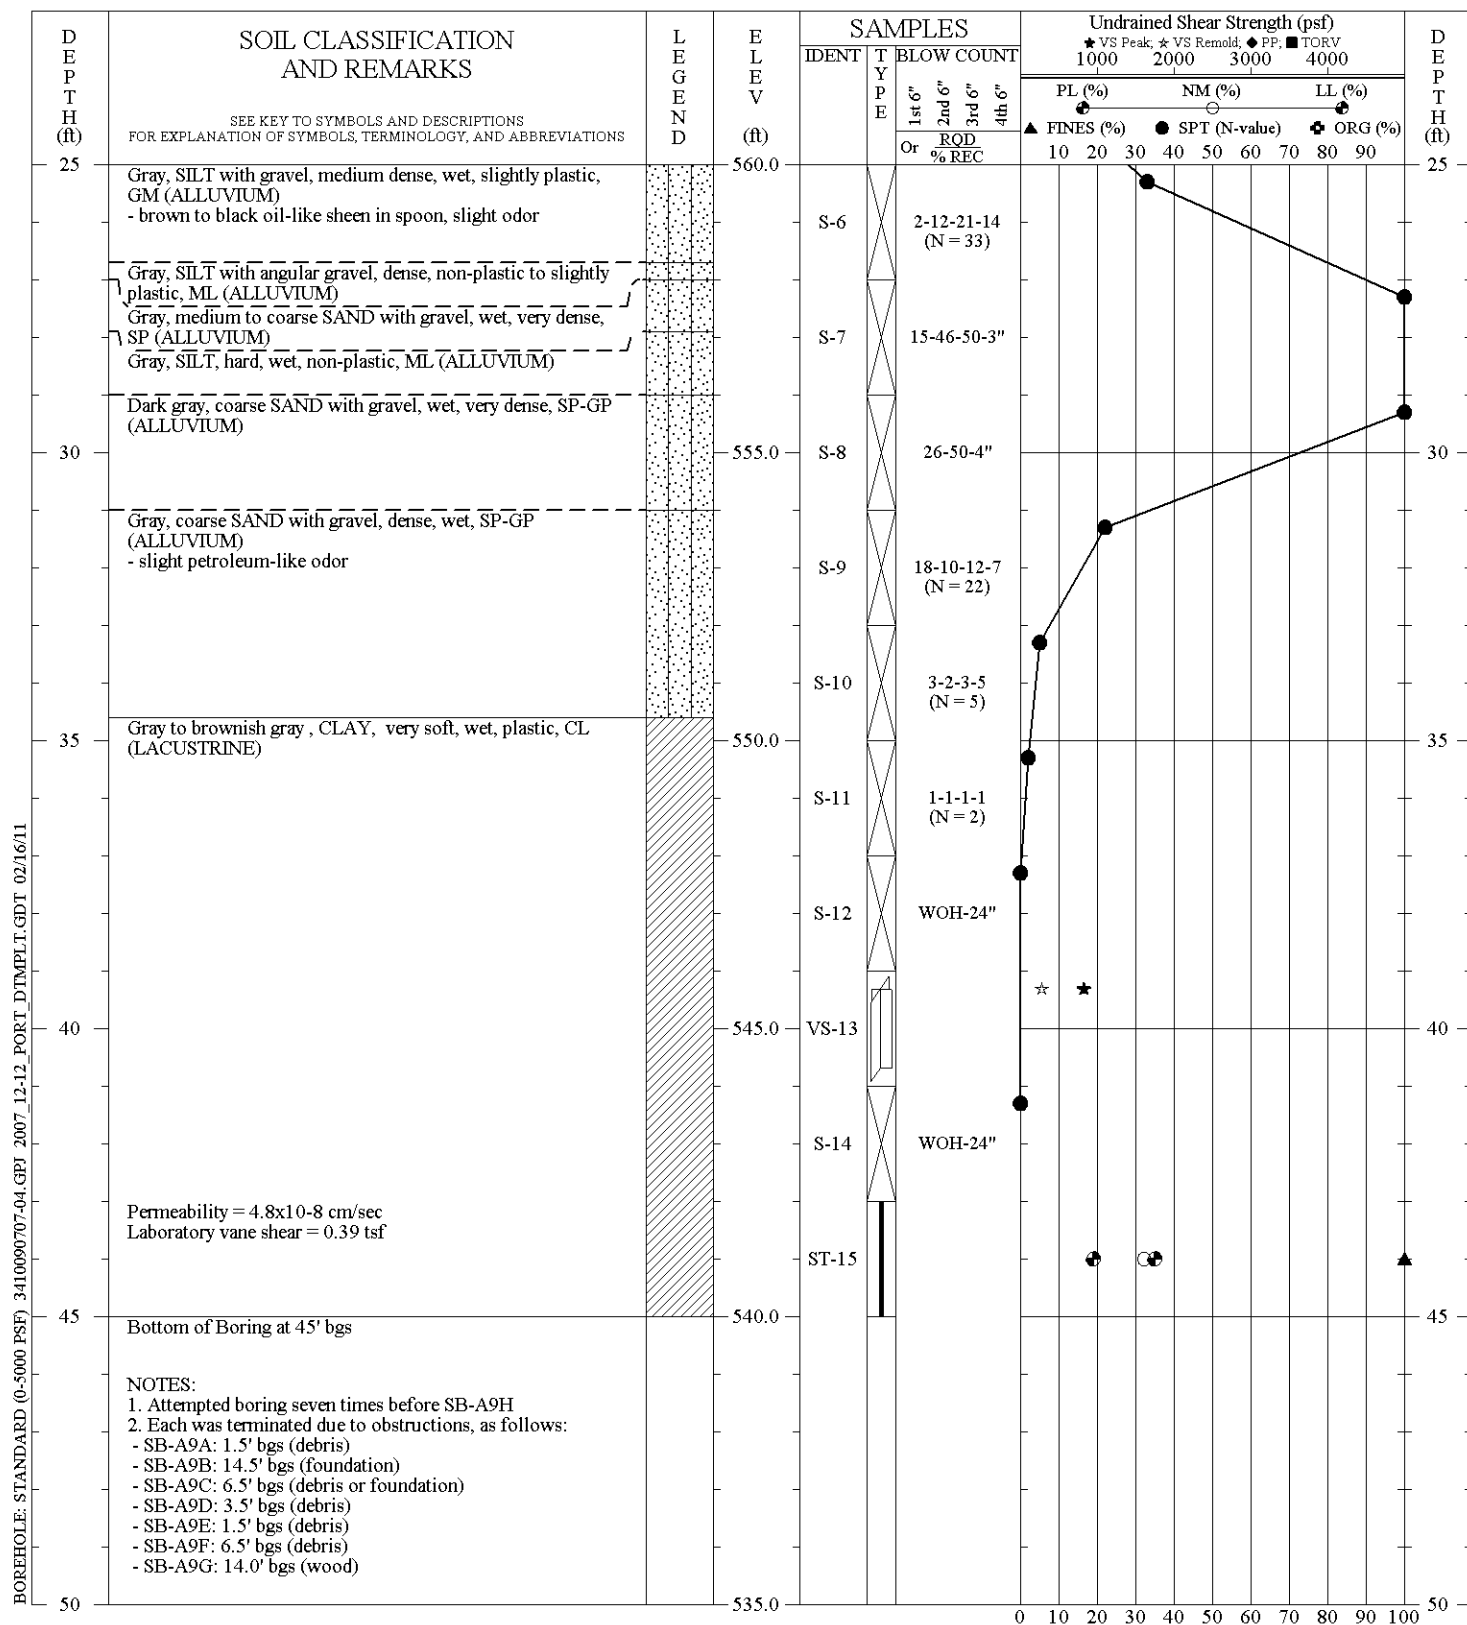 DEPTH
(ft)
SOIL CLASSIFICATION
AND REMARKS
SEE KEY TO SYMBOLS AND DESCRIPTIONS
FOR EXPLANATION OF SYMBOLS, TERMINOLOGY, AND ABBREVIATIONS
LEGEND
ELEV
(ft)
SAMPLES
IDENT
TYPE
BLOW COUNT
1st 6"
2nd 6"
3rd 6"
4th 6"
Or RQD
% REC
Undrained Shear Strength (psf)
★ VS Peak; ☆ VS Remold; ◆ PP; ■ TORV
1000 2000 3000 4000
PL (%) NM (%) LL (%)
▲ FINES (%) ● SPT (N-value) ✚ ORG (%)
10 20 30 40 50 60 70 80 90
DEPTH
(ft)
25 560.0 25
Gray, SILT with gravel, medium dense, wet, slightly plastic,
GM (ALLUVIUM)
- brown to black oil-like sheen in spoon, slight odor
S-6 2-12-21-14
(N = 33)
Gray, SILT with angular gravel, dense, non-plastic to slightly
plastic, ML (ALLUVIUM)
Gray, medium to coarse SAND with gravel, wet, very dense,
SP (ALLUVIUM)
S-7 15-46-50-3"
Gray, SILT, hard, wet, non-plastic, ML (ALLUVIUM)
Dark gray, coarse SAND with gravel, wet, very dense, SP-GP
(ALLUVIUM)
30 555.0 S-8 26-50-4" 30
Gray, coarse SAND with gravel, dense, wet, SP-GP
(ALLUVIUM)
- slight petroleum-like odor
S-9 18-10-12-7
(N = 22)
S-10 3-2-3-5
(N = 5)
Gray to brownish gray , CLAY, very soft, wet, plastic, CL
(LACUSTRINE)
35 550.0 35
S-11 1-1-1-1
(N = 2)
S-12 WOH-24"
40 545.0 VS-13 40
S-14 WOH-24"
Permeability = 4.8x10-8 cm/sec
Laboratory vane shear = 0.39 tsf
ST-15
45 540.0 45
Bottom of Boring at 45' bgs
NOTES:
1. Attempted boring seven times before SB-A9H
2. Each was terminated due to obstructions, as follows:
- SB-A9A: 1.5' bgs (debris)
- SB-A9B: 14.5' bgs (foundation)
- SB-A9C: 6.5' bgs (debris or foundation)
- SB-A9D: 3.5' bgs (debris)
- SB-A9E: 1.5' bgs (debris)
- SB-A9F: 6.5' bgs (debris)
- SB-A9G: 14.0' bgs (wood)
50 535.0 50
0 10 20 30 40 50 60 70 80 90 100
BOREHOLE: STANDARD (0-5000 PSF) 3410090707-04.GPJ 2007_12-12_PORT_DTMPLT.GDT 02/16/11